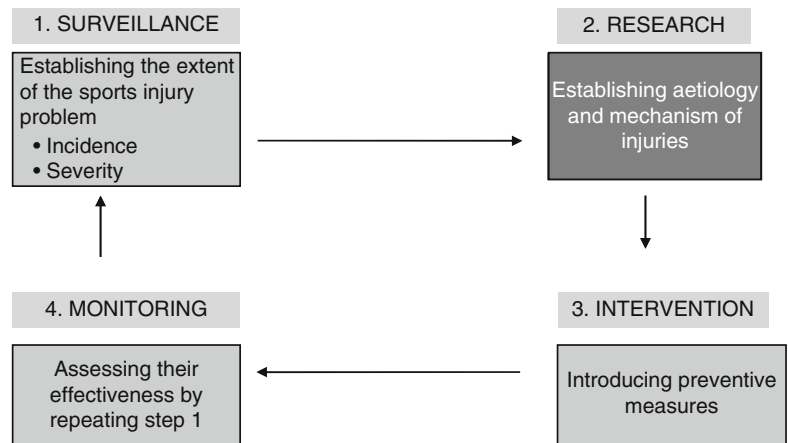 1. SURVEILLANCE
Establishing the extent
of the sports injury
problem
• Incidence
• Severity
2. RESEARCH
Establishing aetiology
and mechanism of
injuries
3. INTERVENTION
Introducing preventive
measures
4. MONITORING
Assessing their
effectiveness by
repeating step 1